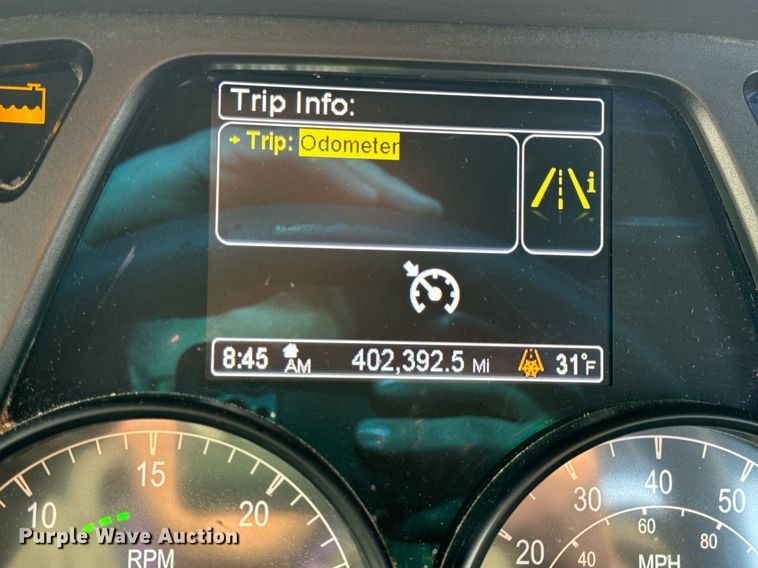 Trip Info:
Trip: Odometer
i
8:45 AM 402,392.5 Mi 31°F
10 15 20
RPM
20 30 40 50
40 60 80
MPH
Purple Wave Auction